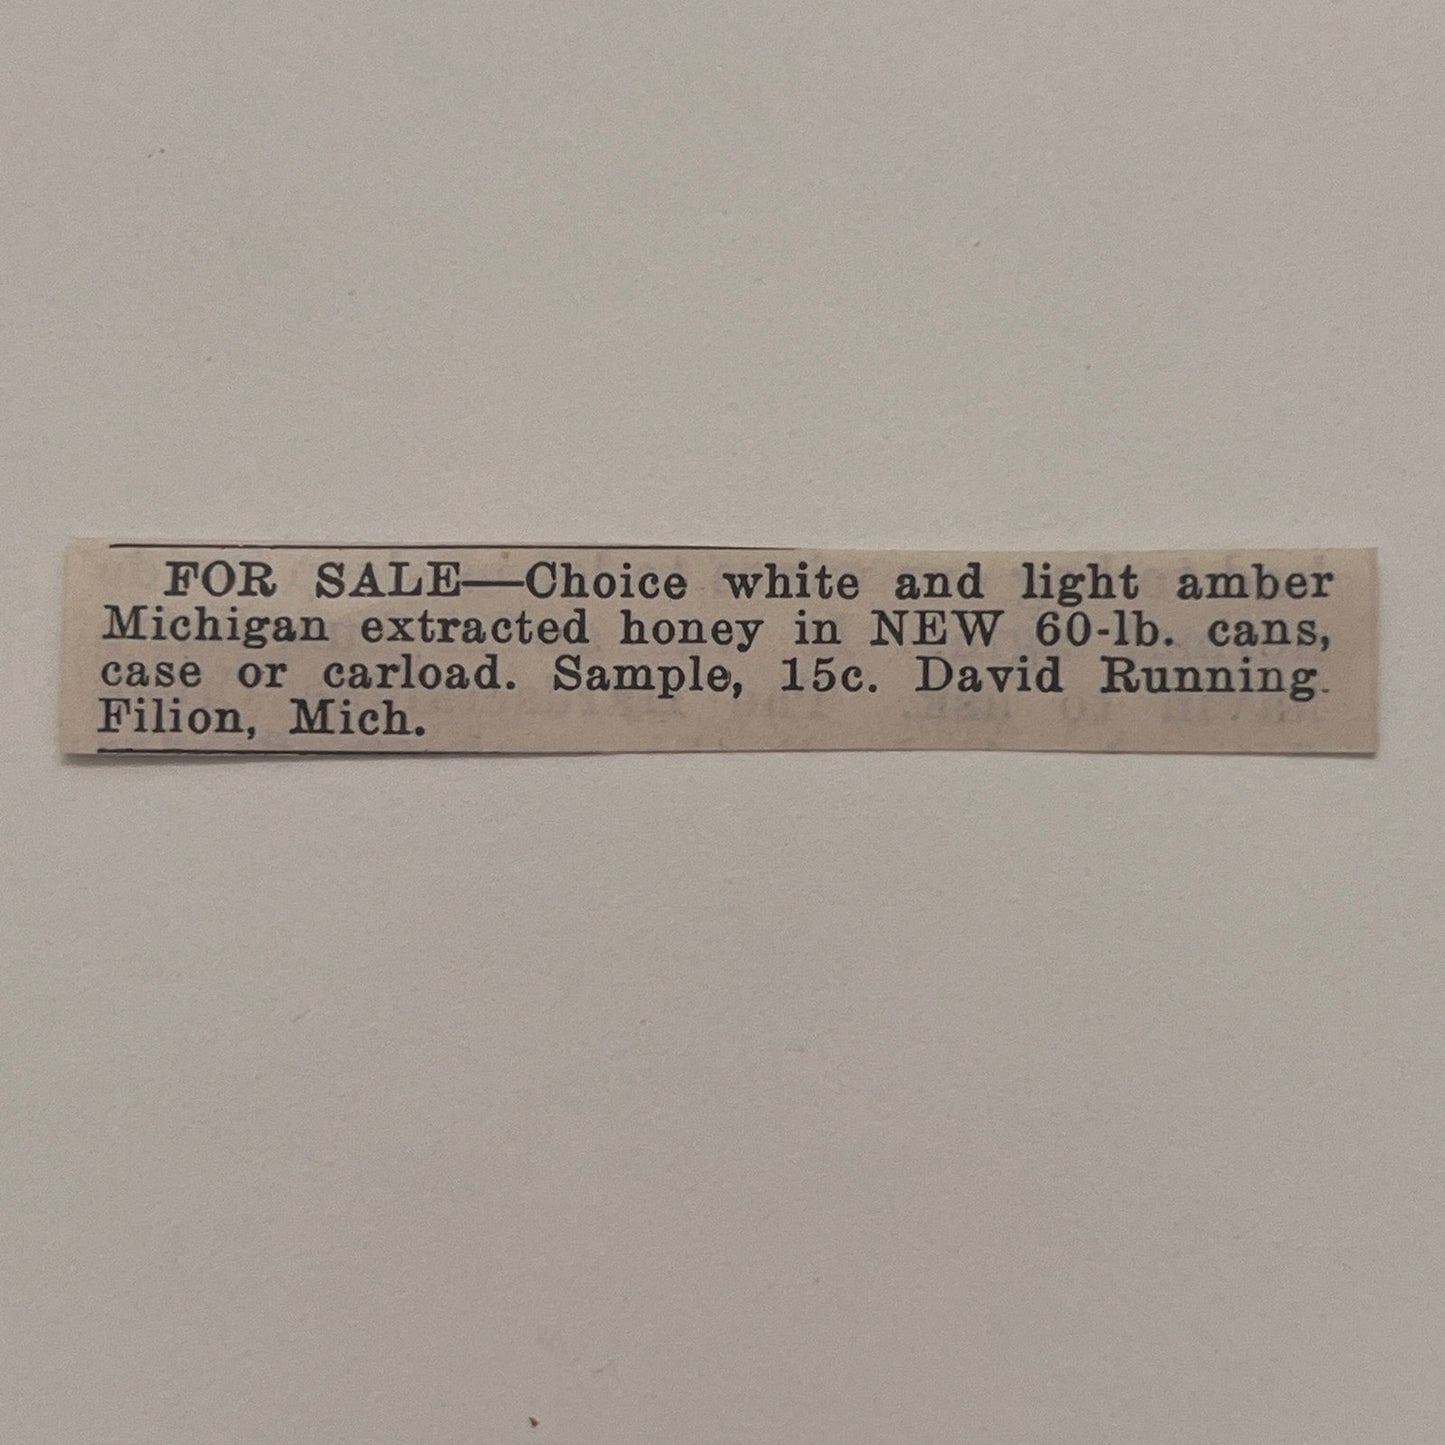 FOR SALE—Choice white and light amber
Michigan extracted honey in NEW 60-lb. cans,
case or carload. Sample, 15c. David Running.
Filion, Mich.